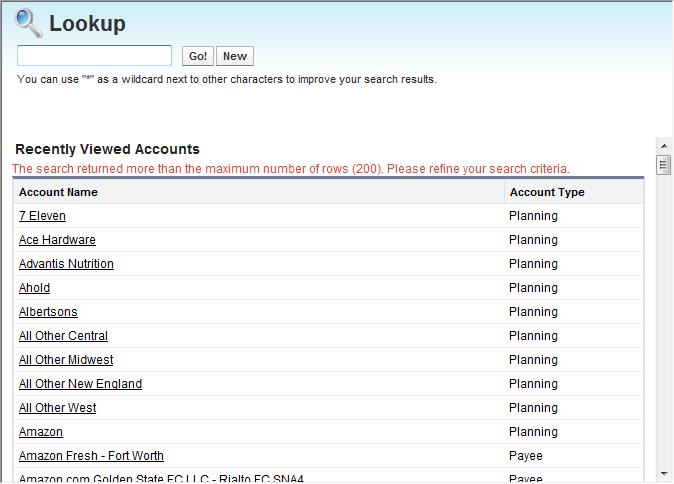 Lookup
Go! New
You can use "*" as a wildcard next to other characters to improve your search results.
Recently Viewed Accounts
The search returned more than the maximum number of rows (200). Please refine your search criteria.
Account Name Account Type
7 Eleven Planning
Ace Hardware Planning
Advantis Nutrition Planning
Ahold Planning
Albertsons Planning
All Other Central Planning
All Other Midwest Planning
All Other New England Planning
All Other West Planning
Amazon Planning
Amazon Fresh - Fort Worth Payee
Amazon.com Golden State FC LLC - Rialto FC SNA4 Payee